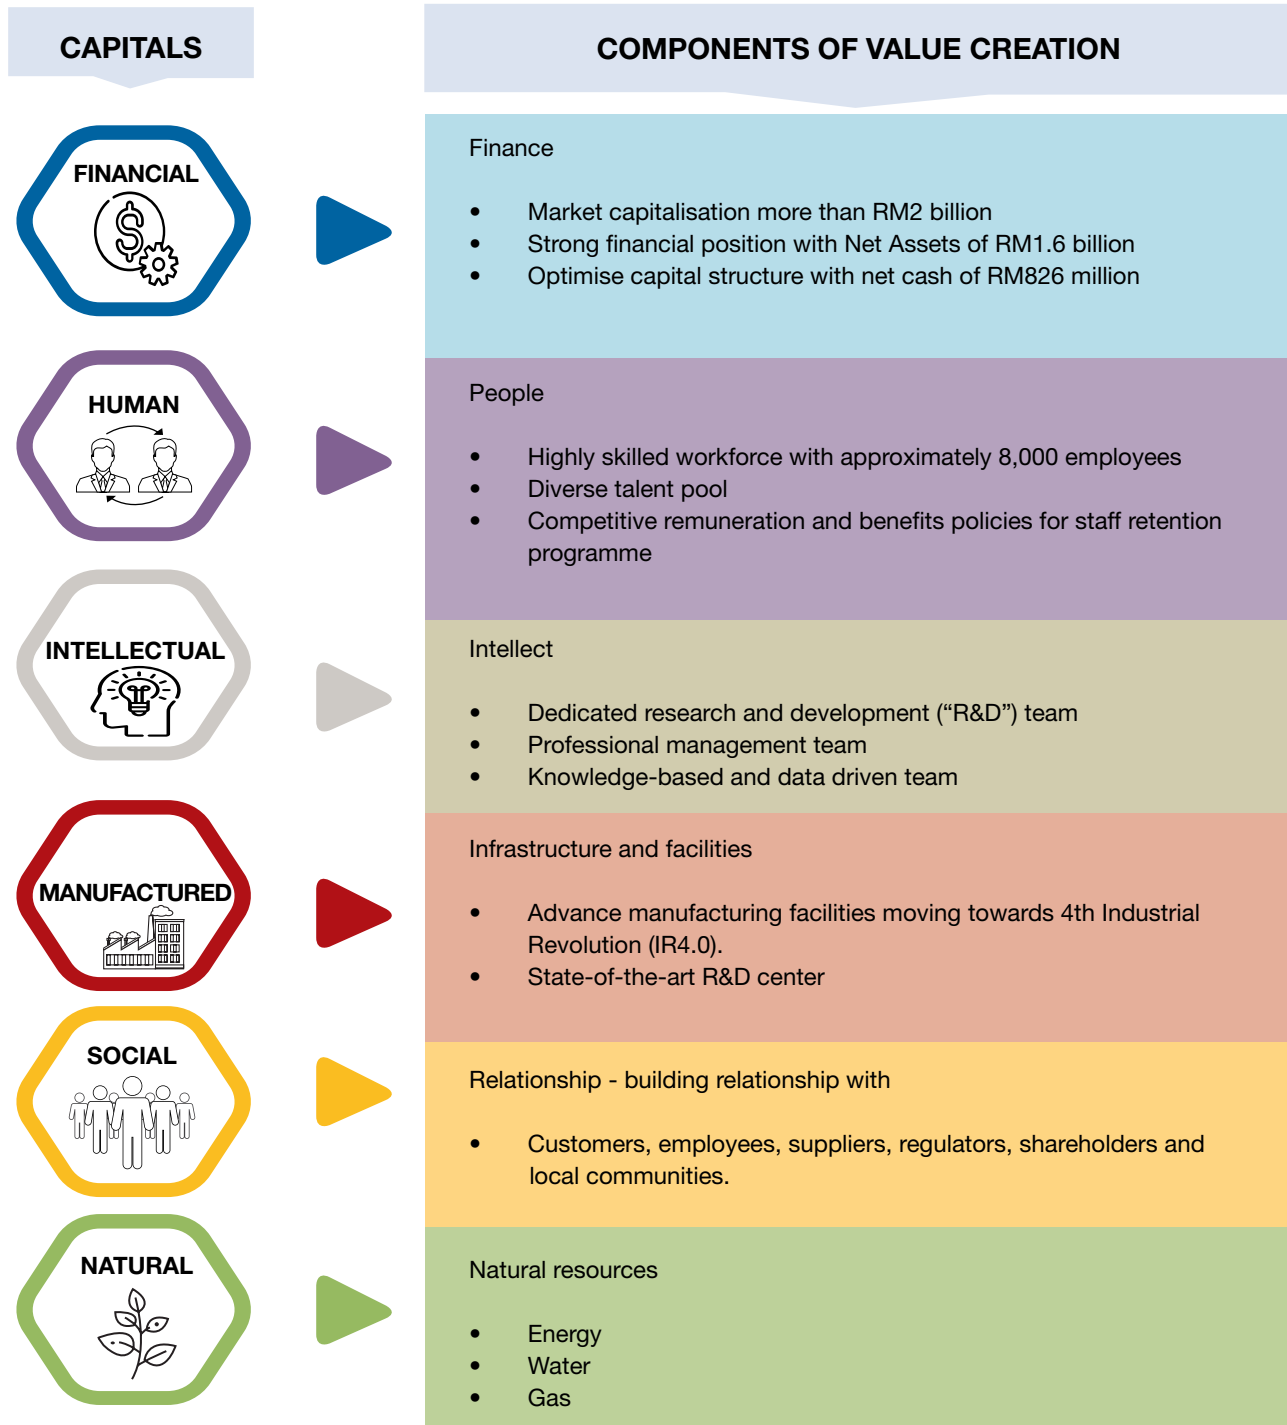 CAPITALS
COMPONENTS OF VALUE CREATION
FINANCIAL
$
Finance
• Market capitalisation more than RM2 billion
• Strong financial position with Net Assets of RM1.6 billion
• Optimise capital structure with net cash of RM826 million
HUMAN
People
• Highly skilled workforce with approximately 8,000 employees
• Diverse talent pool
• Competitive remuneration and benefits policies for staff retention
programme
INTELLECTUAL
Intellect
• Dedicated research and development (“R&D”) team
• Professional management team
• Knowledge-based and data driven team
MANUFACTURED
Infrastructure and facilities
• Advance manufacturing facilities moving towards 4th Industrial
Revolution (IR4.0).
• State-of-the-art R&D center
SOCIAL
Relationship - building relationship with
• Customers, employees, suppliers, regulators, shareholders and
local communities.
NATURAL
Natural resources
• Energy
• Water
• Gas